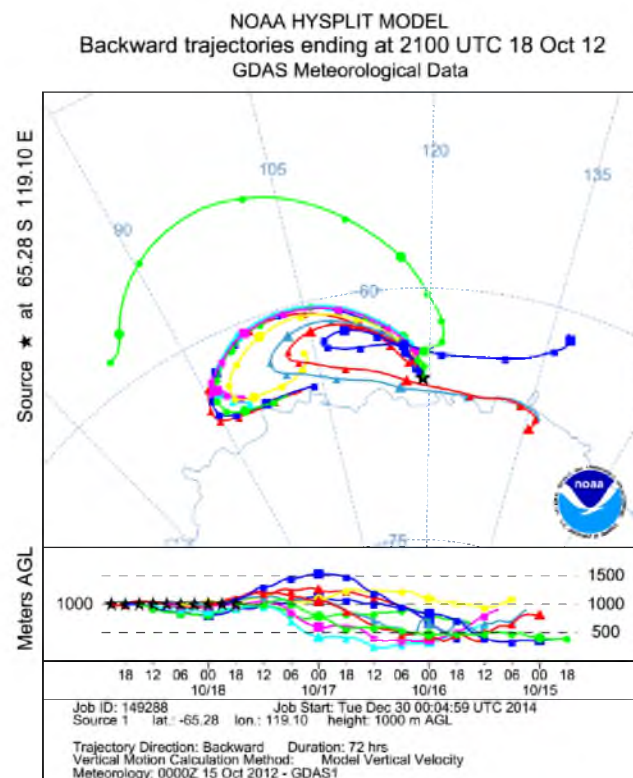 NOAA HYSPLIT MODEL
Backward trajectories ending at 2100 UTC 18 Oct 12
GDAS Meteorological Data
Source ★ at 65.28 S 119.10 E
90
105
120
135
60
-75
noaa
Meters AGL
1000
1500
1000
500
18 12 06 00 18 12 06 00 18 12 06 00 18 12 06 00 18
10/18 10/17 10/16 10/15
Job ID: 149288 Job Start: Tue Dec 30 00:04:59 UTC 2014
Source 1 lat.: -65.28 lon.: 119.10 height: 1000 m AGL
Trajectory Direction: Backward Duration: 72 hrs
Vertical Motion Calculation Method: Model Vertical Velocity
Meteorology: 0000Z 15 Oct 2012 - GDAS1